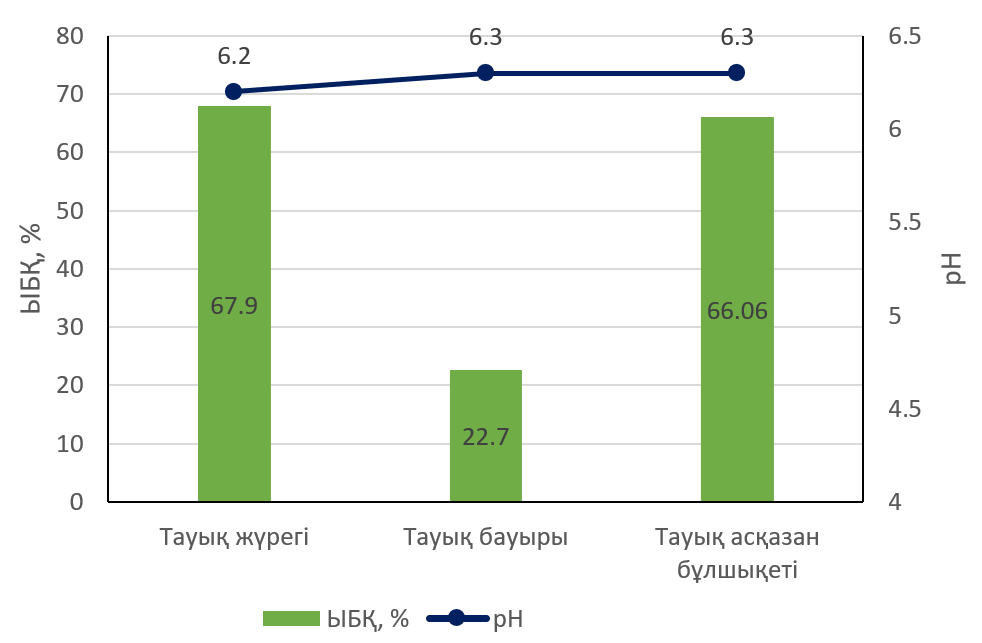 80
70
60
50
40
30
20
10
0
ЫБҚ, %
6.2
6.3
6.3
67.9
22.7
66.06
6.5
6
5.5
5
4.5
4
pH
Тауық жүрегі
Тауық бауыры
Тауық асқазан
бұлшықеті
ЫБҚ, %
pH